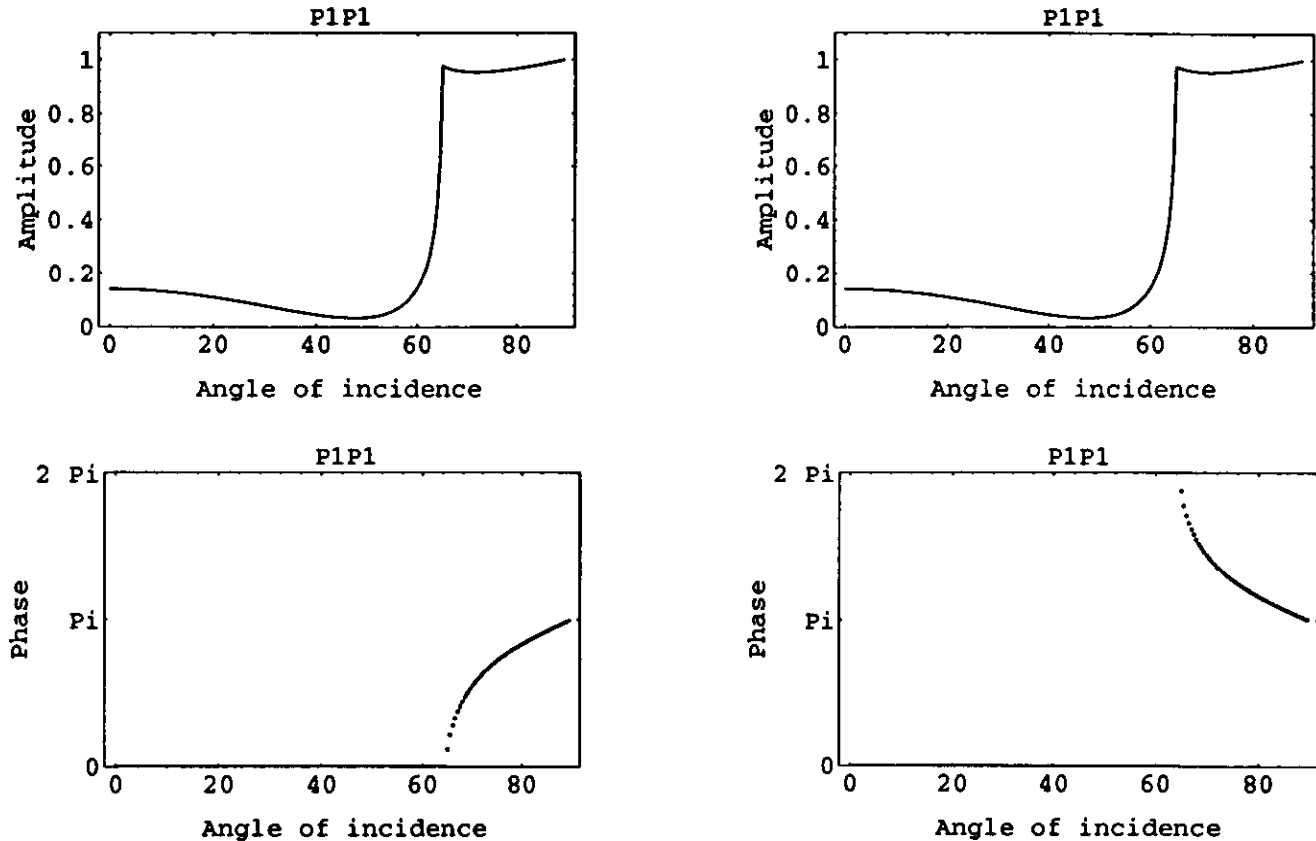 P1P1
1
0.8
0.6
0.4
0.2
0
Amplitude
0 20 40 60 80
Angle of incidence
P1P1
1
0.8
0.6
0.4
0.2
0
Amplitude
0 20 40 60 80
Angle of incidence
P1P1
2 Pi
Pi
0
Phase
0 20 40 60 80
Angle of incidence
P1P1
2 Pi
Pi
0
Phase
0 20 40 60 80
Angle of incidence